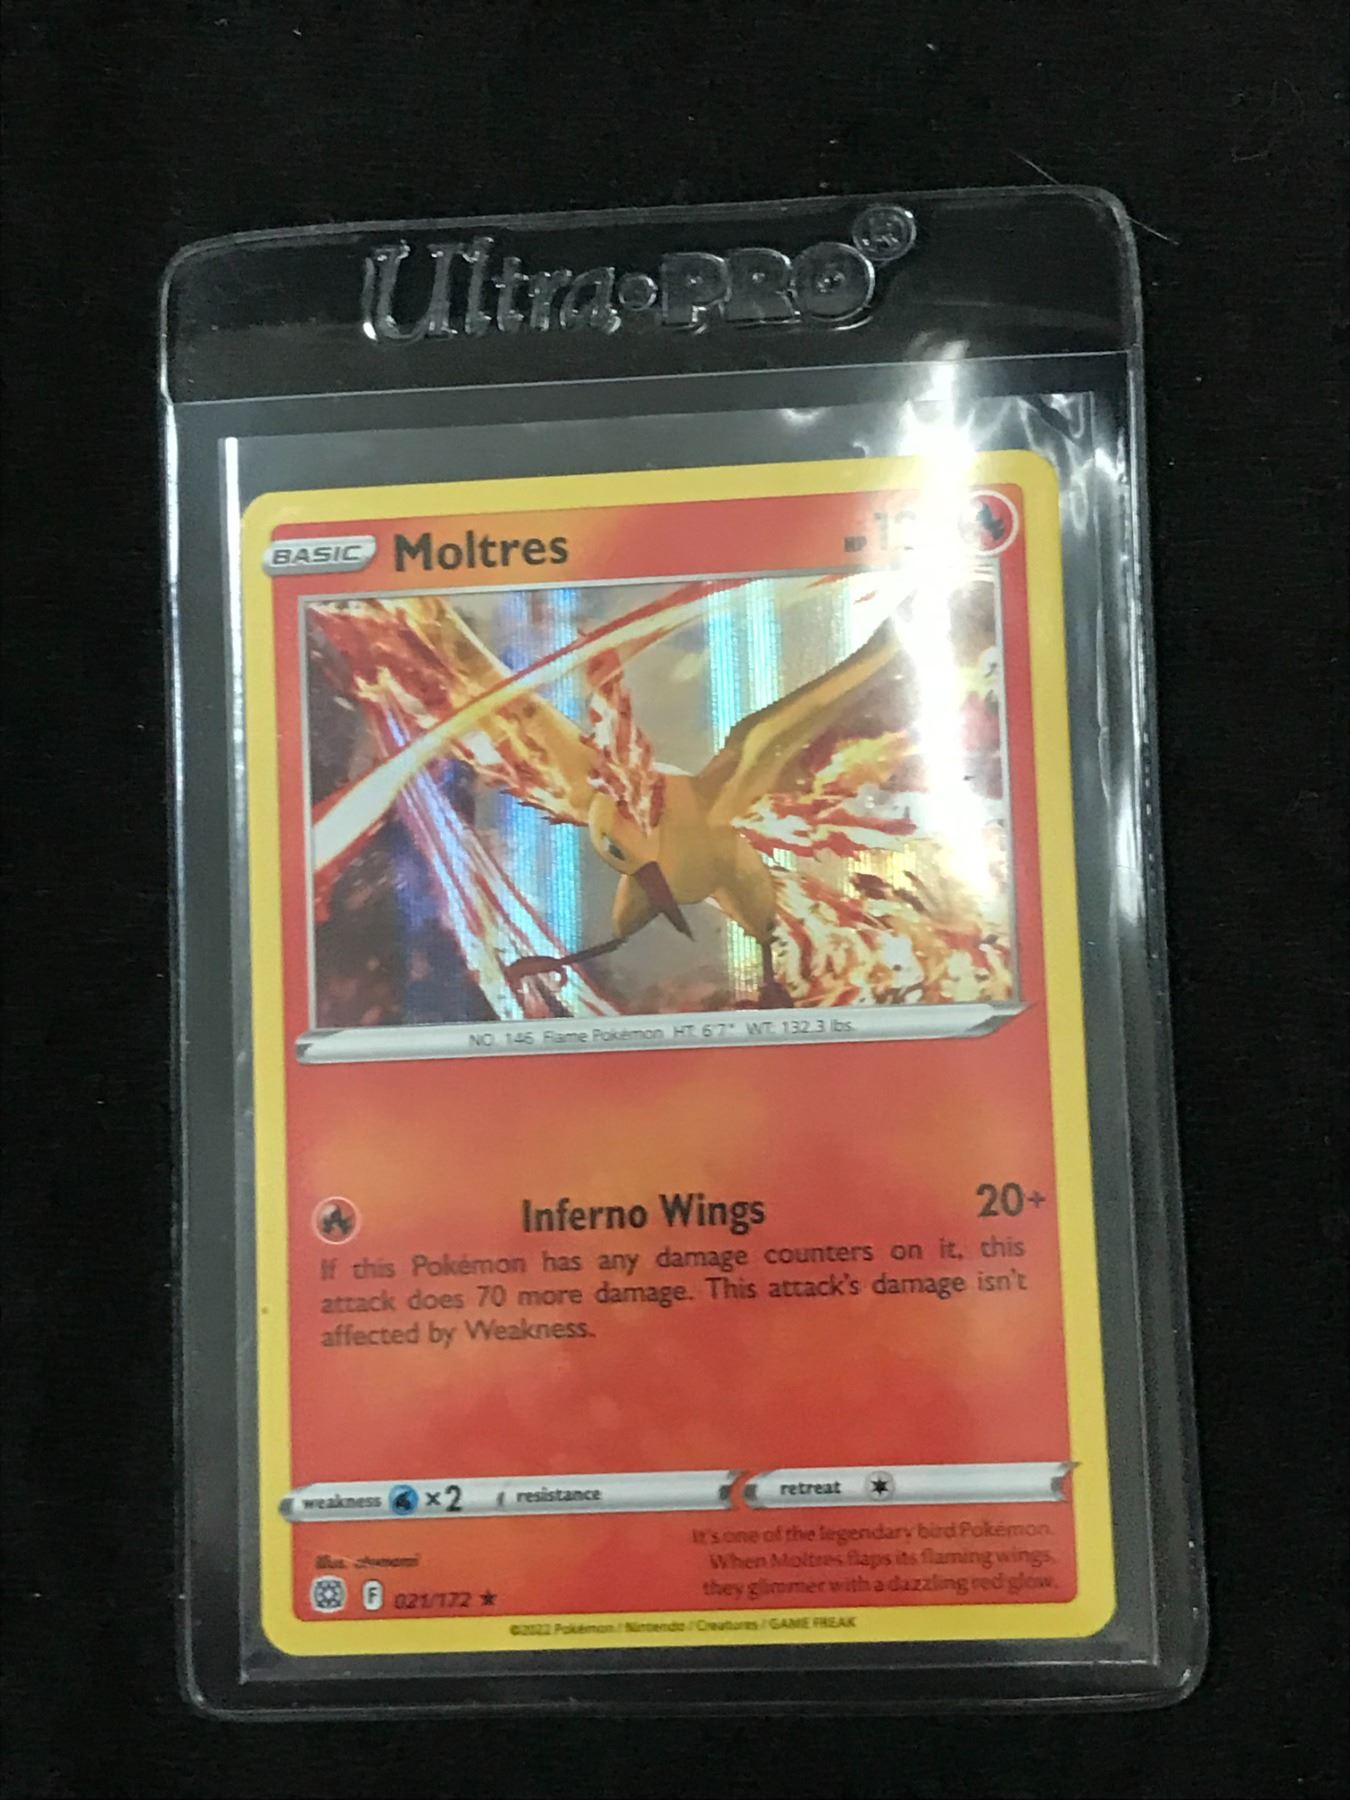 Ultra•PRO®
BASIC Moltres HP
NO. 146 Flame Pokémon HT: 6'7" WT: 132.3 lbs.
Inferno Wings 20+
If this Pokémon has any damage counters on it, this
attack does 70 more damage. This attack's damage isn't
affected by Weakness.
weakness ×2 resistance retreat
It's one of the legendary bird Pokémon.
When Moltres flaps its flaming wings,
they glimmer with a dazzling red glow.
Illus.
F 021/172 ★
©2022 Pokémon / Nintendo / Creatures / GAME FREAK